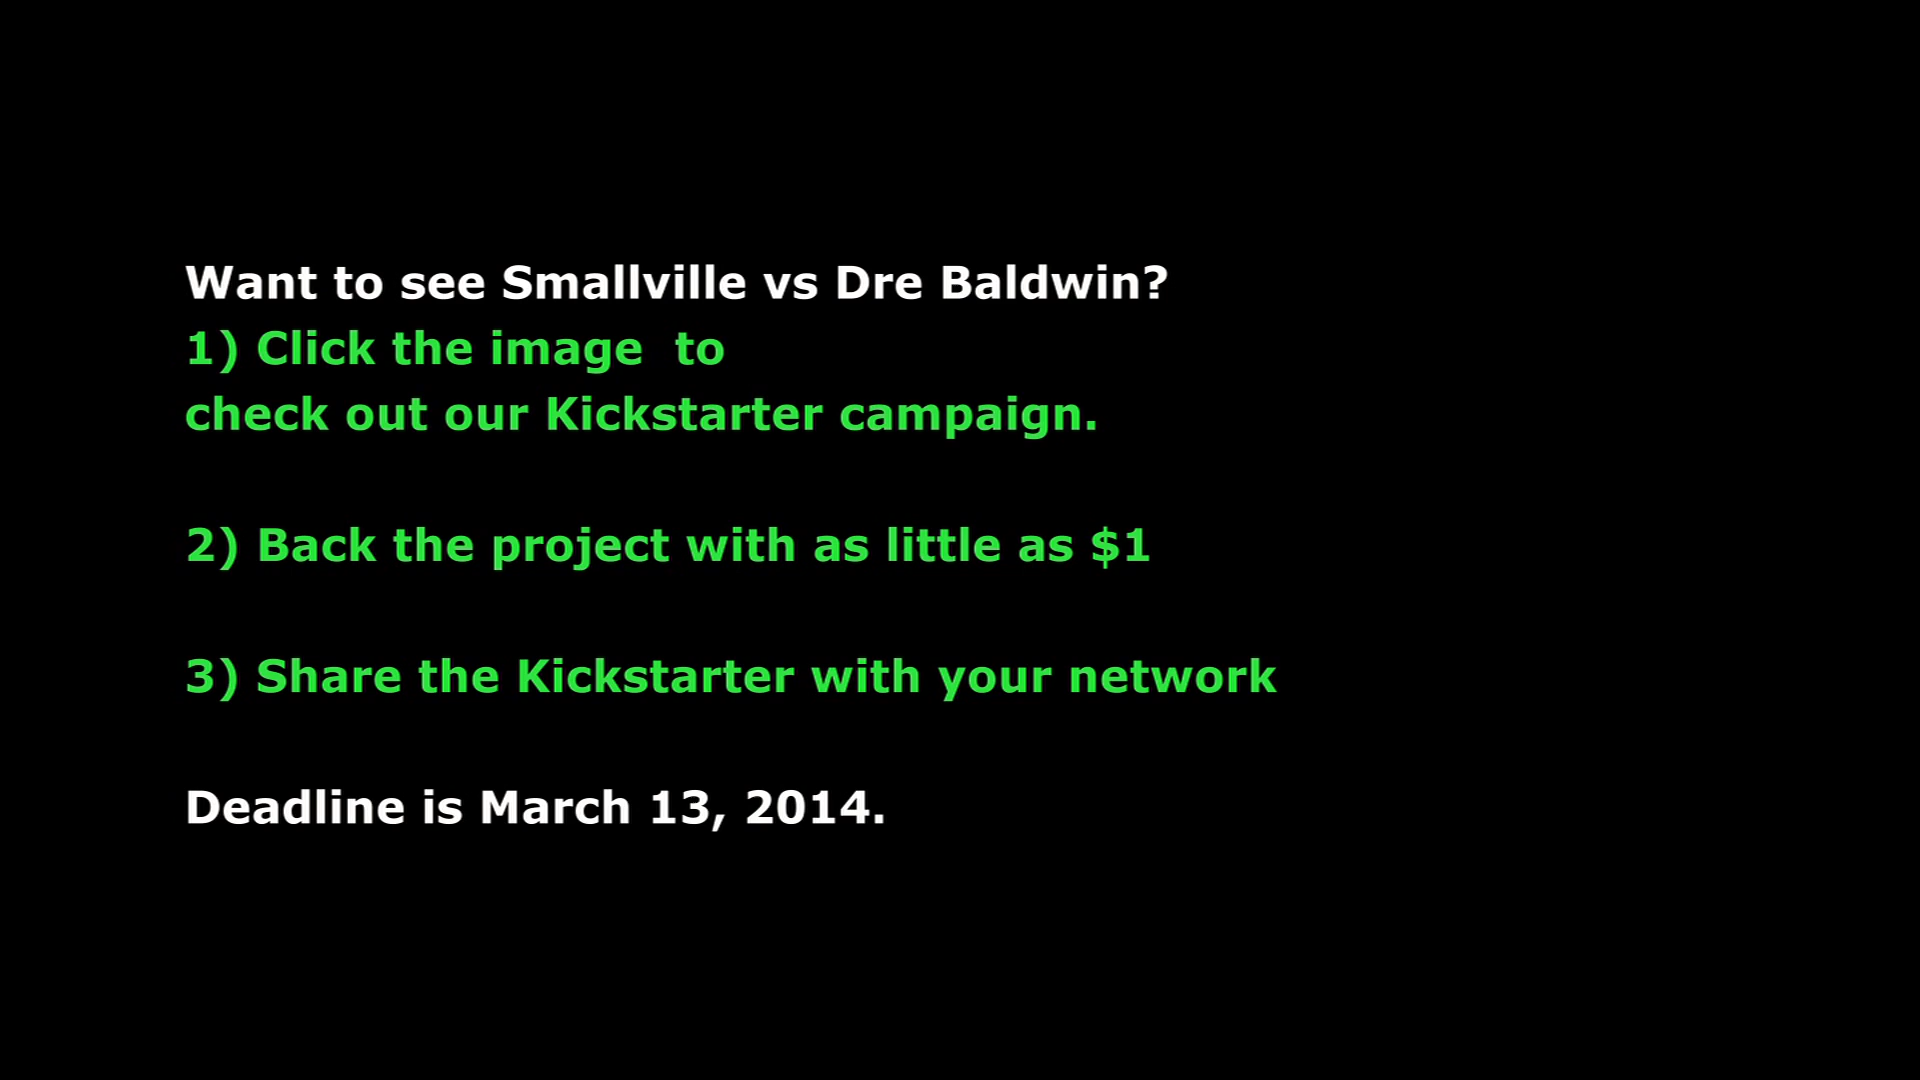 Want to see Smallville vs Dre Baldwin?
1) Click the image  to
check out our Kickstarter campaign.
2) Back the project with as little as $1
3) Share the Kickstarter with your network
Deadline is March 13, 2014.